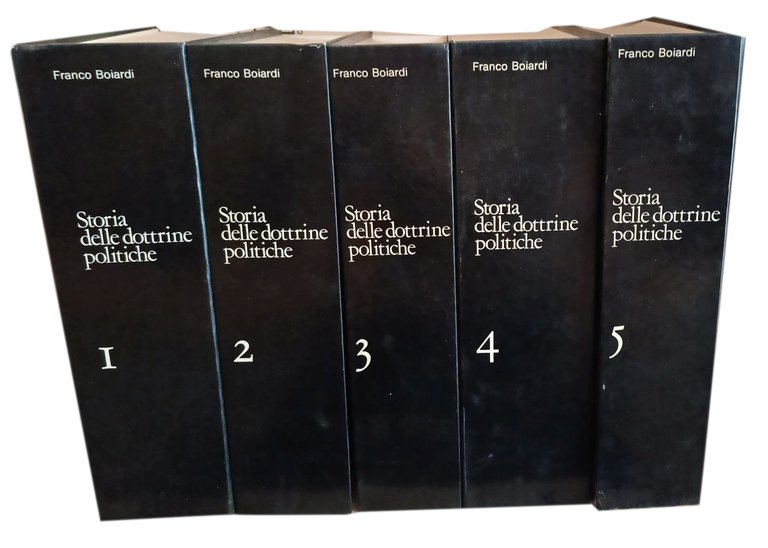 Franco Boiardi
Storia
delle dottrine
politiche
1
Franco Boiardi
Storia
delle dottrine
politiche
2
Franco Boiardi
Storia
delle dottrine
politiche
3
Franco Boiardi
Storia
delle dottrine
politiche
4
Franco Boiardi
Storia
delle dottrine
politiche
5